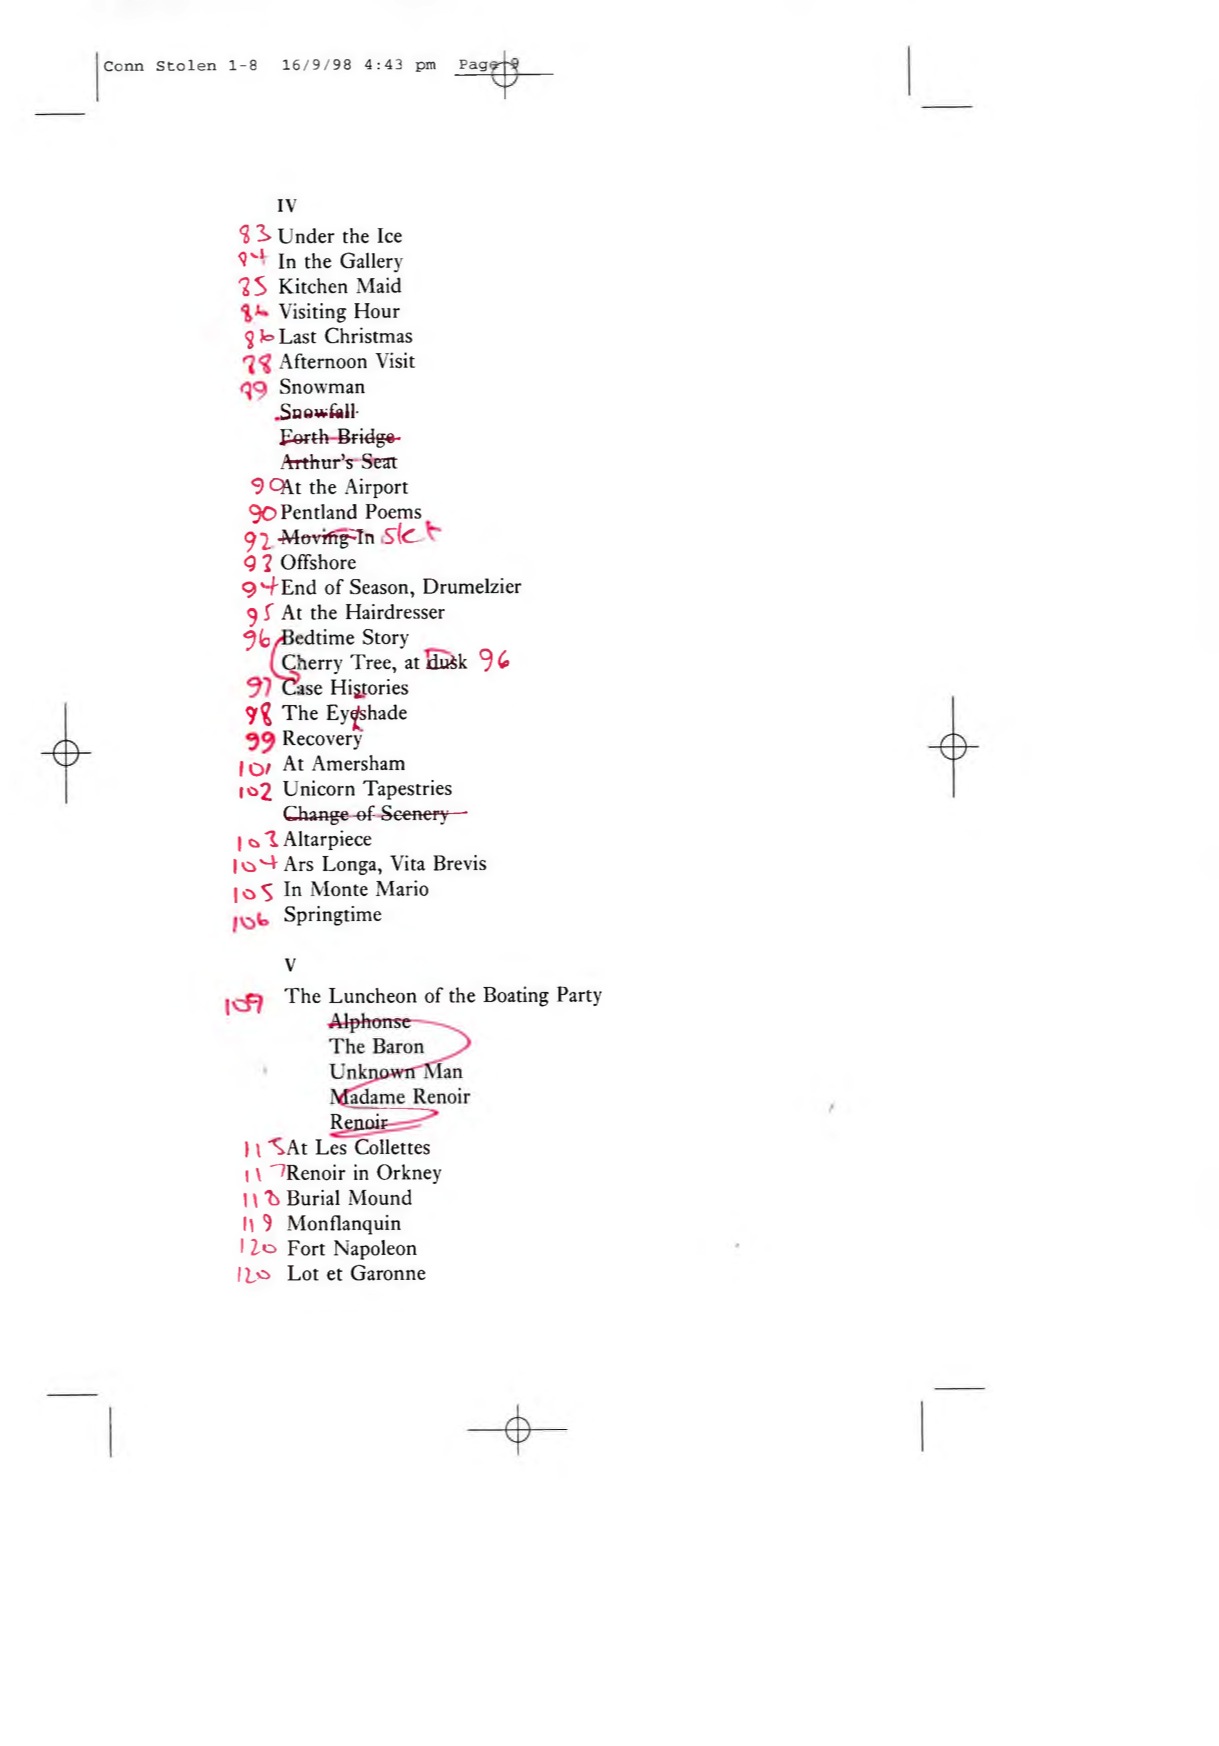 Conn Stolen 1-8 16/9/98 4:43 pm Page 9
IV
83 Under the Ice
84 In the Gallery
85 Kitchen Maid
86 Visiting Hour
86 Last Christmas
88 Afternoon Visit
89 Snowman
Snowfall
Forth Bridge
Arthur's Seat
90 At the Airport
90 Pentland Poems
92 Moving In stet
93 Offshore
94 End of Season, Drumelzier
95 At the Hairdresser
96 Bedtime Story
Cherry Tree, at dusk 96
97 Case Histories
98 The Eyeshade
99 Recovery
101 At Amersham
102 Unicorn Tapestries
Change of Scenery
103 Altarpiece
104 Ars Longa, Vita Brevis
105 In Monte Mario
106 Springtime
V
109 The Luncheon of the Boating Party
Alphonse
The Baron
Unknown Man
Madame Renoir
Renoir
115 At Les Collettes
117 Renoir in Orkney
118 Burial Mound
119 Monflanquin
120 Fort Napoleon
120 Lot et Garonne